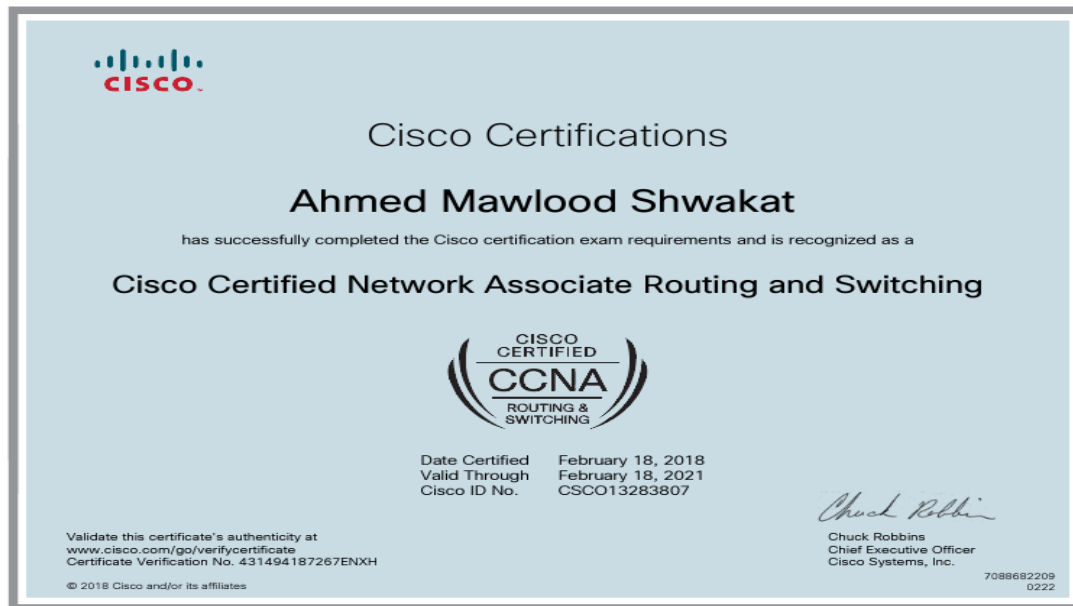 CISCO
Cisco Certifications
Ahmed Mawlood Shwakat
has successfully completed the Cisco certification exam requirements and is recognized as a
Cisco Certified Network Associate Routing and Switching
CISCO
CERTIFIED
CCNA
ROUTING &
SWITCHING
Date Certified February 18, 2018
Valid Through February 18, 2021
Cisco ID No. CSCO13283807
Chuck Robbins
Validate this certificate's authenticity at
www.cisco.com/go/verifycertificate
Certificate Verification No. 431494187267ENXH
© 2018 Cisco and/or its affiliates
Chuck Robbins
Chief Executive Officer
Cisco Systems, Inc.
7088682209
0222